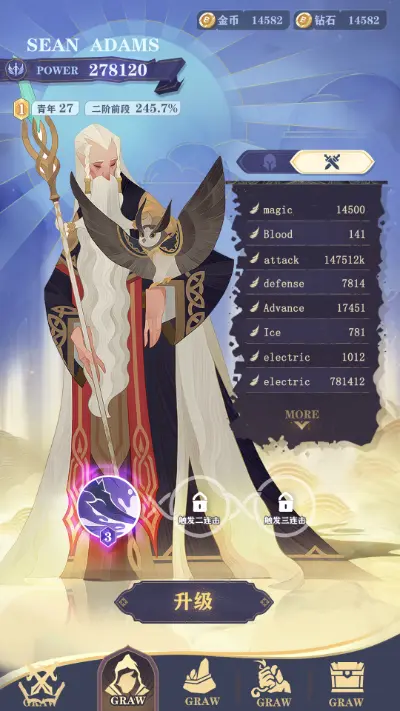 金币 14582 钻石 14582
SEAN ADAMS
POWER 278120
1 青年 27 二阶前段 245.7%
magic 14500
Blood 141
attack 147512k
defense 7814
Advance 17451
Ice 781
electric 1012
electric 781412
MORE
触发二连击 触发三连击
3
升级
GRAW GRAW GRAW GRAW GRAW